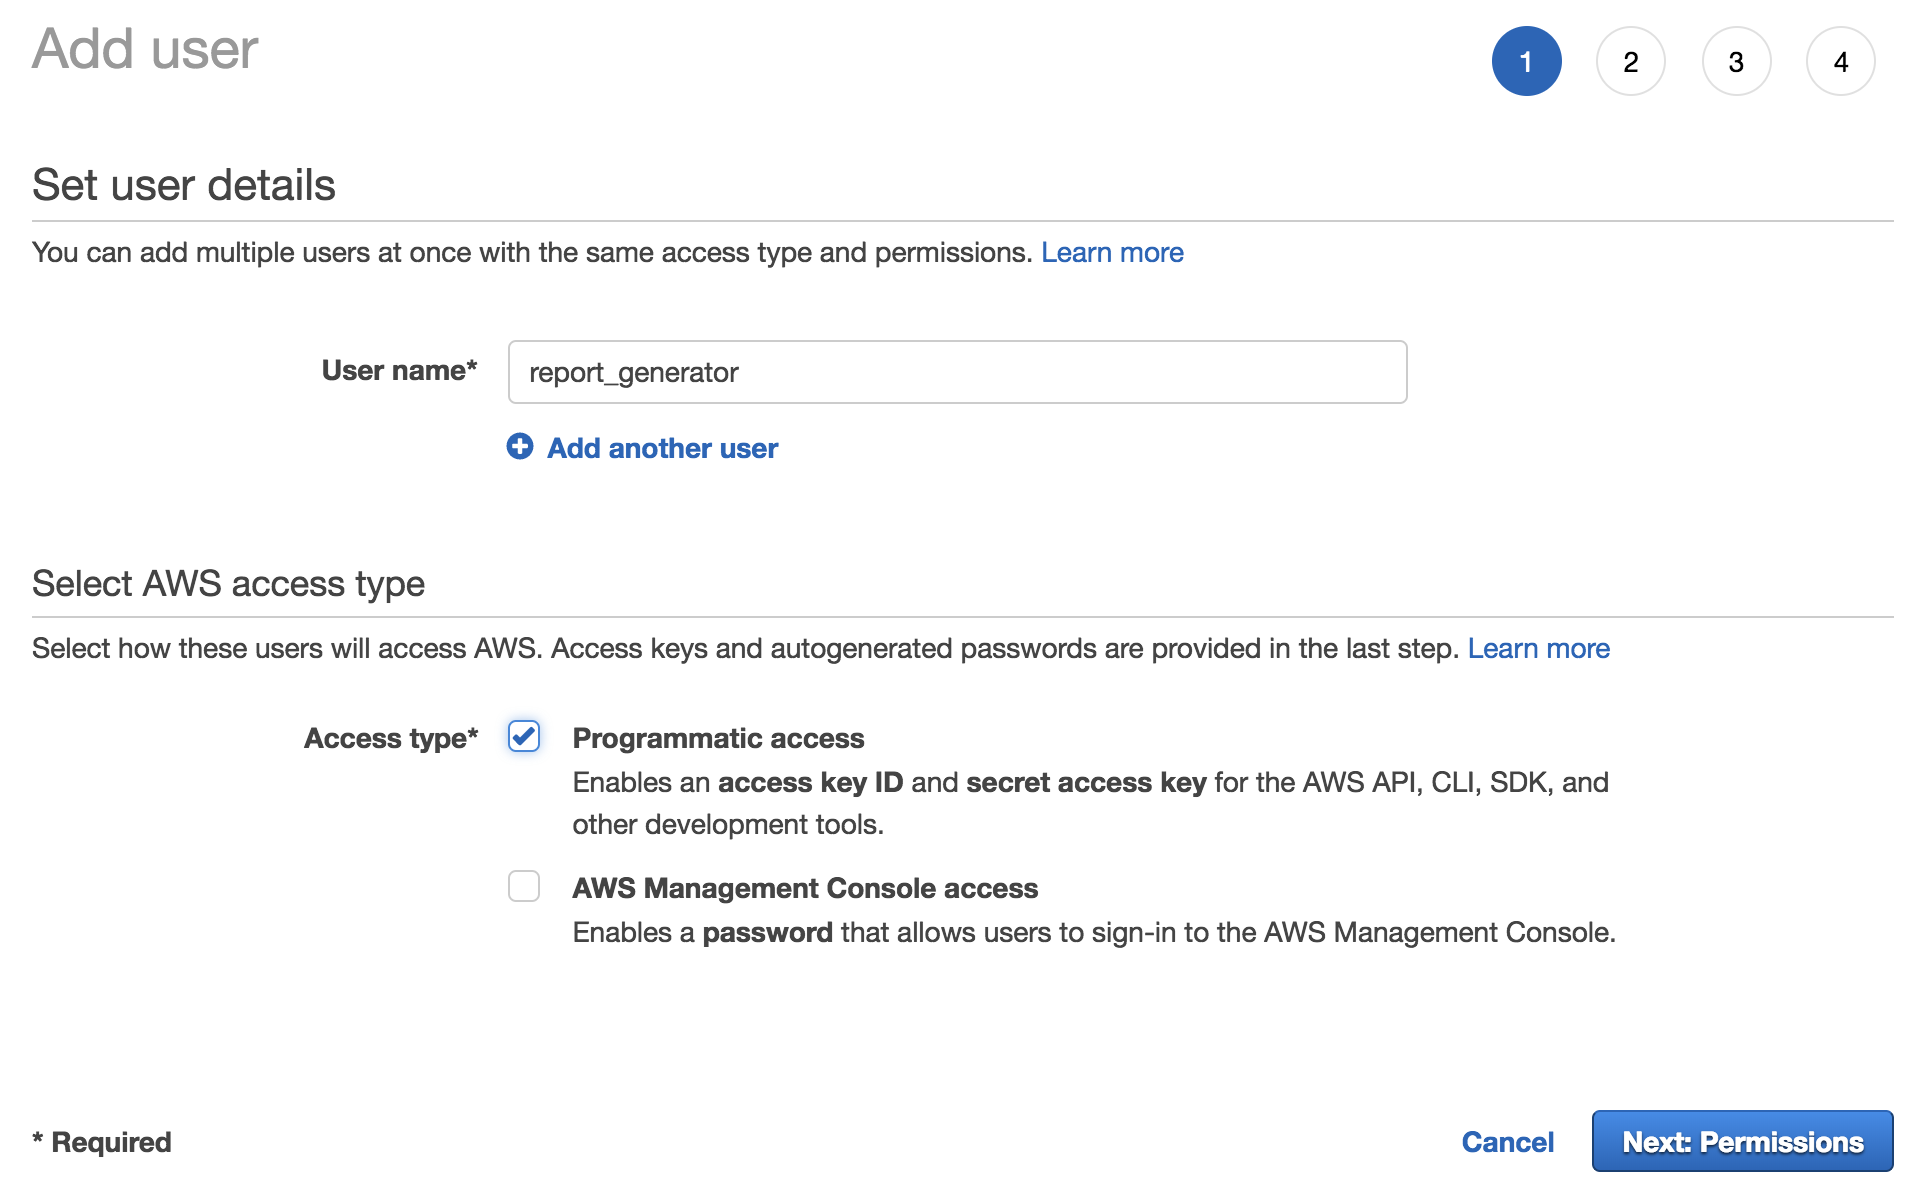 Add user
1 2 3 4
Set user details
You can add multiple users at once with the same access type and permissions. Learn more
User name* report_generator
Add another user
Select AWS access type
Select how these users will access AWS. Access keys and autogenerated passwords are provided in the last step. Learn more
Access type* Programmatic access
Enables an access key ID and secret access key for the AWS API, CLI, SDK, and
other development tools.
AWS Management Console access
Enables a password that allows users to sign-in to the AWS Management Console.
* Required Cancel Next: Permissions